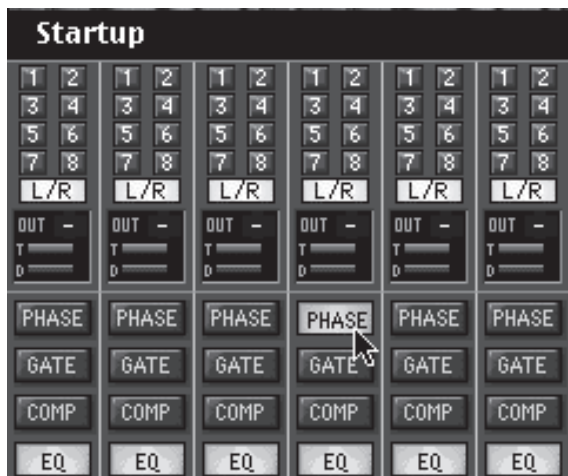 Startup
1 2 1 2 1 2 1 2 1 2 1 2
3 4 3 4 3 4 3 4 3 4 3 4
5 6 5 6 5 6 5 6 5 6 5 6
7 8 7 8 7 8 7 8 7 8 7 8
L/R L/R L/R L/R L/R L/R
OUT - OUT - OUT - OUT - OUT - OUT -
T T T T T T
D D D D D D
PHASE PHASE PHASE PHASE PHASE PHASE
GATE GATE GATE GATE GATE GATE
COMP COMP COMP COMP COMP COMP
EQ EQ EQ EQ EQ EQ